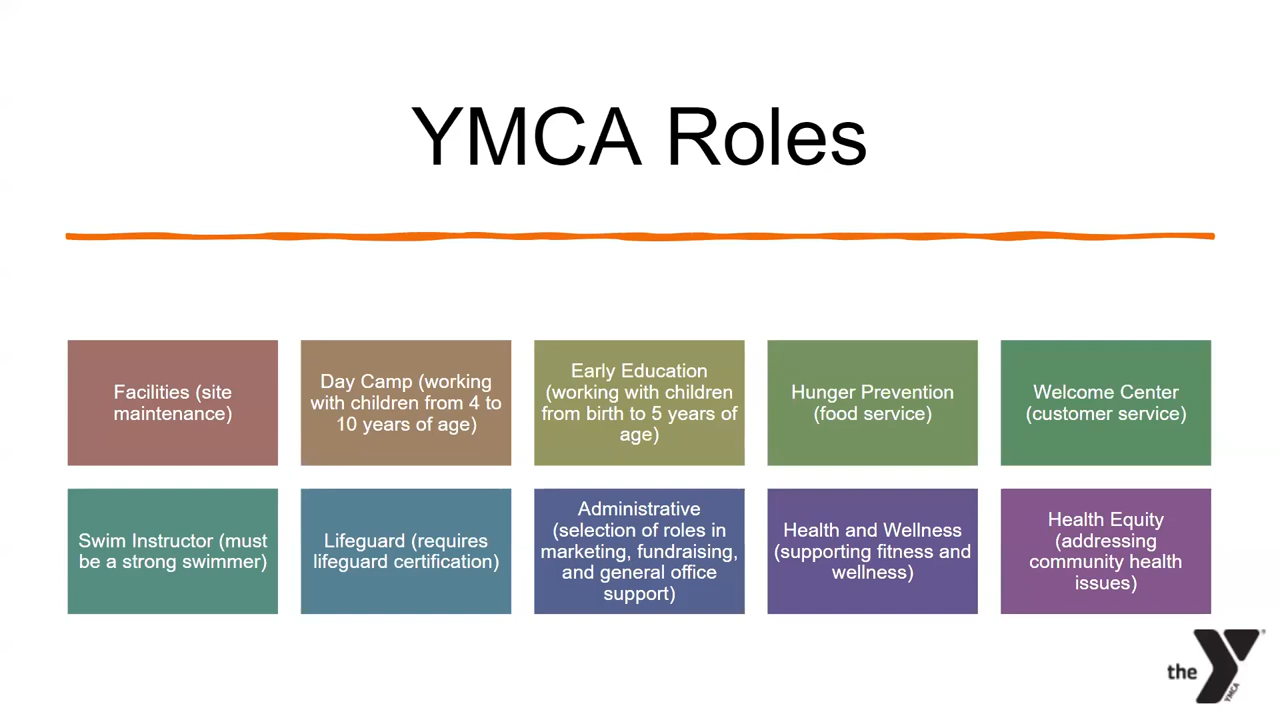 YMCA Roles
Facilities (site
maintenance)
Day Camp (working
with children from 4 to
10 years of age)
Early Education
(working with children
from birth to 5 years of
age)
Hunger Prevention
(food service)
Welcome Center
(customer service)
Swim Instructor (must
be a strong swimmer)
Lifeguard (requires
lifeguard certification)
Administrative
(selection of roles in
marketing, fundraising,
and general office
support)
Health and Wellness
(supporting fitness and
wellness)
Health Equity
(addressing
community health
issues)
the Y ®
YMCA